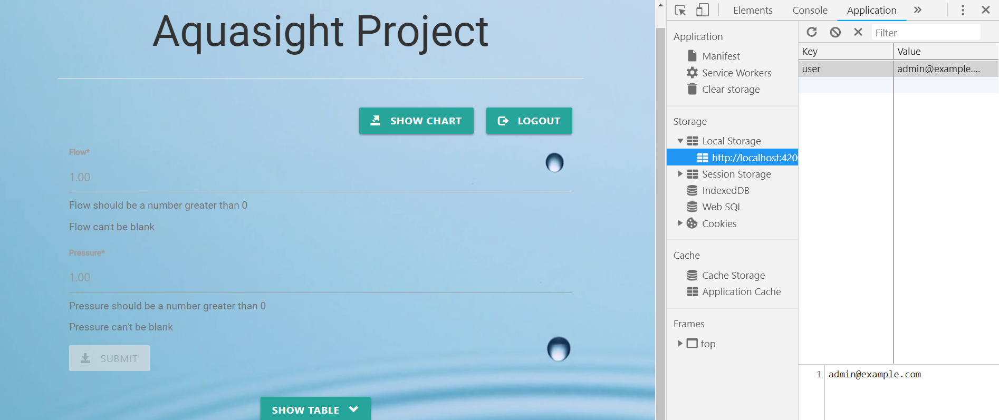 Aquasight Project
SHOW CHART
LOGOUT
Flow*
1.00
Flow should be a number greater than 0
Flow can't be blank
Pressure*
1.00
Pressure should be a number greater than 0
Pressure can't be blank
SUBMIT
SHOW TABLE
Elements Console Application
Application
Manifest
Service Workers
Clear storage
Storage
Local Storage
http://localhost:420
Session Storage
IndexedDB
Web SQL
Cookies
Cache
Cache Storage
Application Cache
Frames
top
Filter
Key Value
user admin@example....
1 admin@example.com